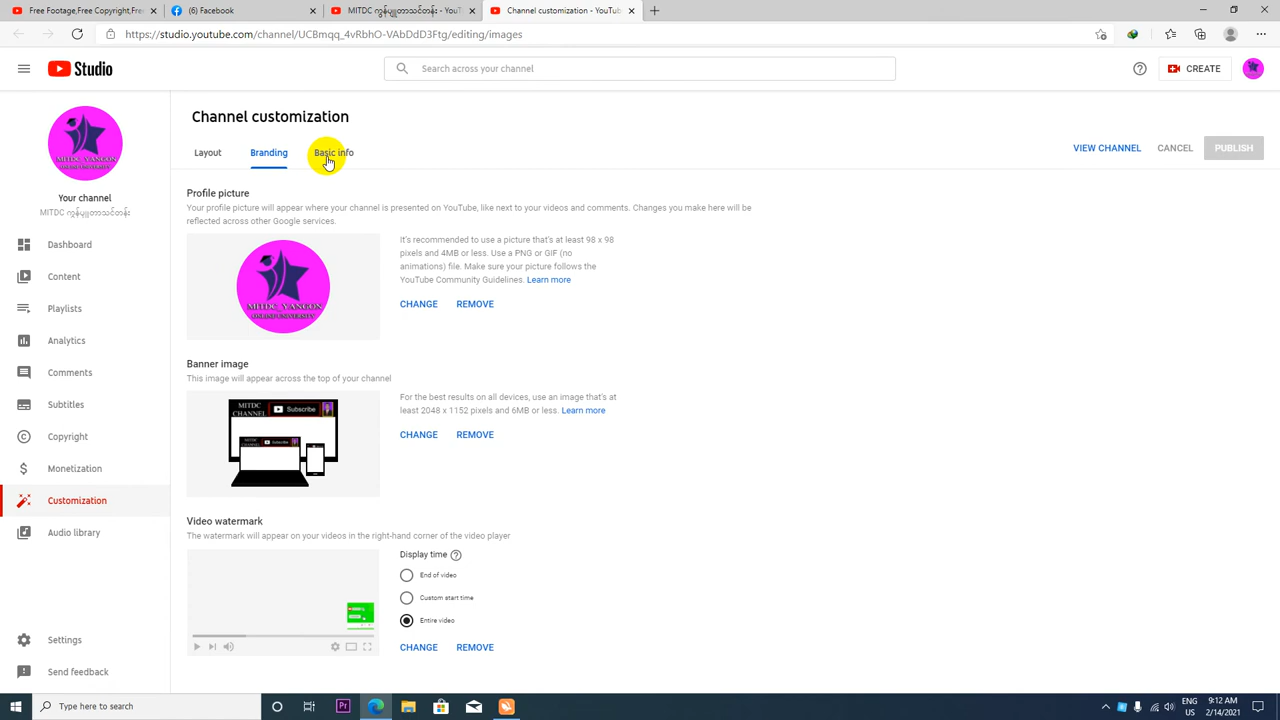 Free Footage,Copyright Free,
Facebook
MITDC ကွန်ပျူတာသင်တန်း - YouT
Channel customization - YouTu
https://studio.youtube.com/channel/UCBmqq_4vRbhO-VAbDdD3Ftg/editing/images
Studio
Search across your channel
CREATE
Channel customization
Layout
Branding
Basic info
VIEW CHANNEL
CANCEL
PUBLISH
MITDC_YANGON
ONLINE UNIVERSITY
Your channel
MITDC ကွန်ပျူတာသင်တန်း
Dashboard
Content
Playlists
Analytics
Comments
Subtitles
Copyright
Monetization
Customization
Audio library
Settings
Send feedback
Profile picture
Your profile picture will appear where your channel is presented on YouTube, like next to your videos and comments. Changes you make here will be
reflected across other Google services.
MITDC_YANGON
ONLINE UNIVERSITY
It's recommended to use a picture that's at least 98 x 98
pixels and 4MB or less. Use a PNG or GIF (no
animations) file. Make sure your picture follows the
YouTube Community Guidelines. Learn more
CHANGE
REMOVE
Banner image
This image will appear across the top of your channel
MITDC
CHANNEL
Subscribe
For the best results on all devices, use an image that's at
least 2048 x 1152 pixels and 6MB or less. Learn more
CHANGE
REMOVE
Video watermark
The watermark will appear on your videos in the right-hand corner of the video player
Display time
End of video
Custom start time
Entire video
CHANGE
REMOVE
Type here to search
ENG
US
9:12 AM
2/14/2021